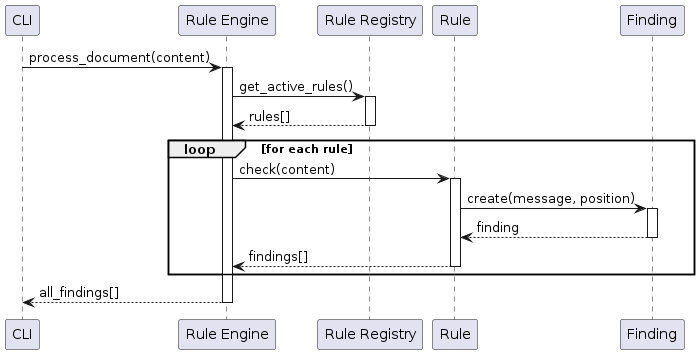 CLI
Rule Engine
Rule Registry
Rule
Finding
process_document(content)
get_active_rules()
rules[]
loop
[for each rule]
check(content)
create(message, position)
finding
findings[]
all_findings[]
CLI
Rule Engine
Rule Registry
Rule
Finding